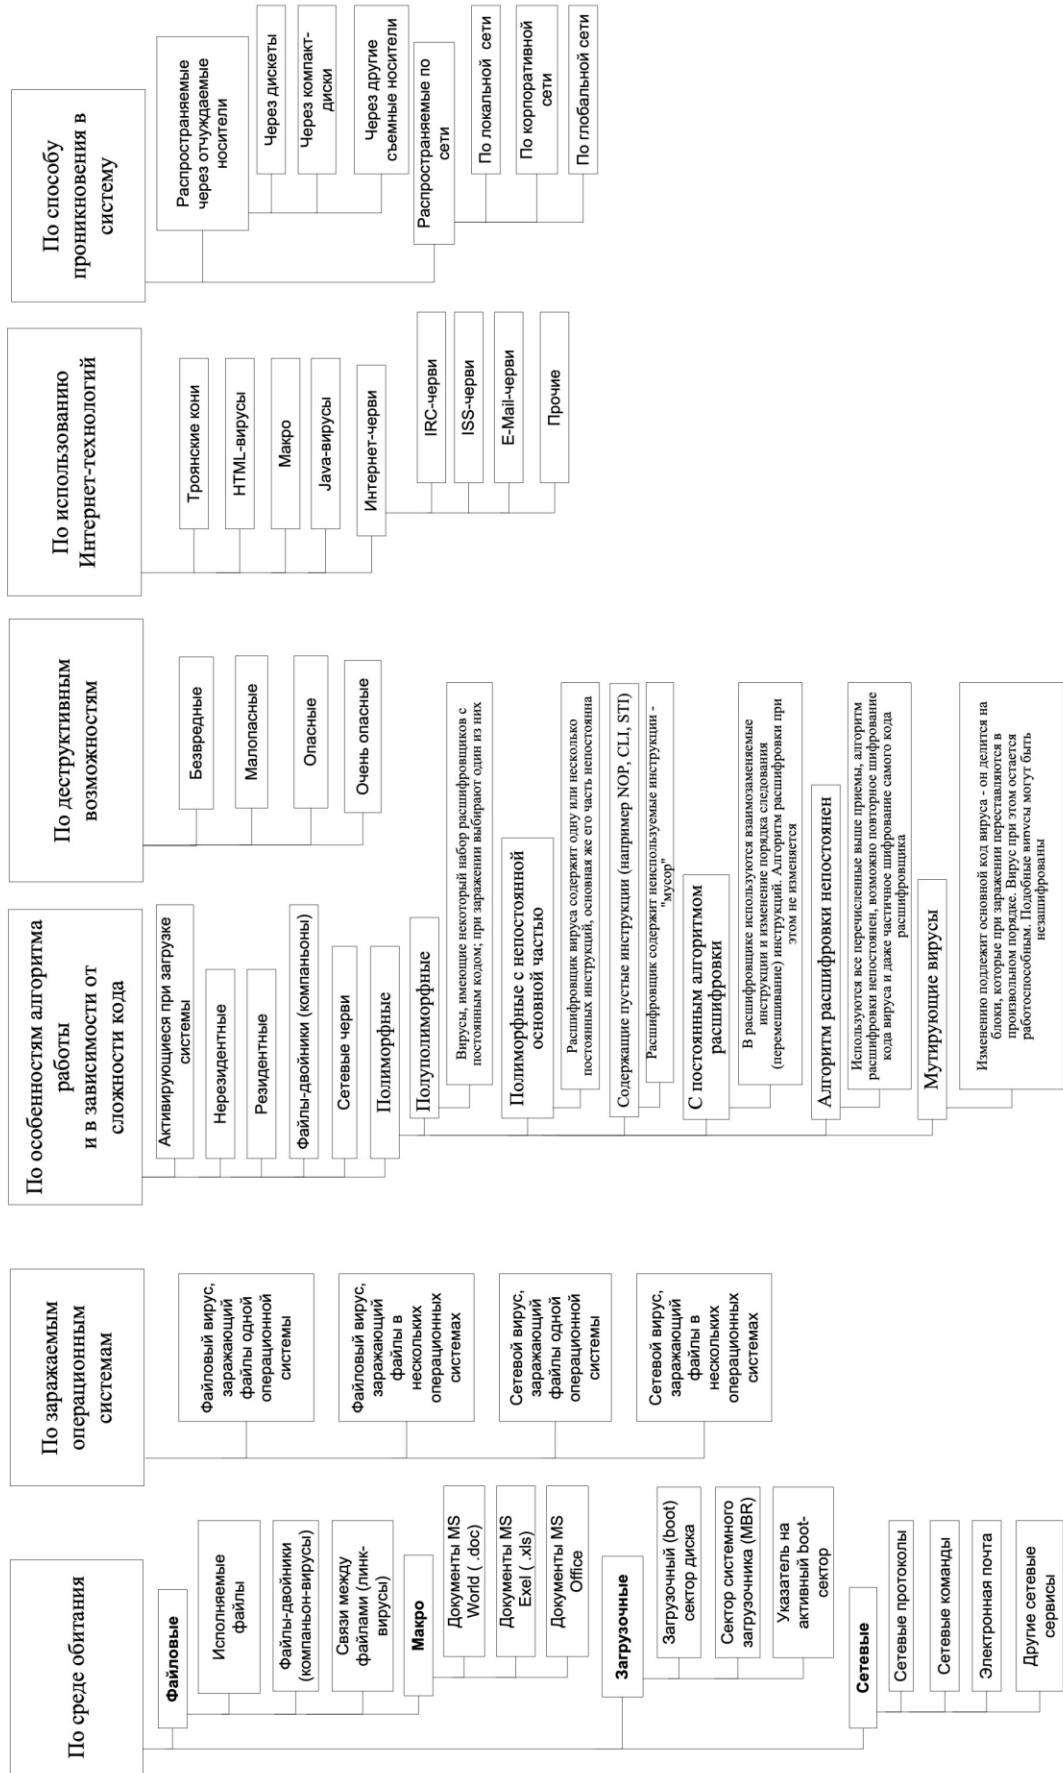 По среде обитания
Файловые
Исполняемые
файлы
Файлы-двойники
(компаньон-вирусы)
Связи между
файлами (линк-
вирусы)
Макро
Документы MS
World ( .doc)
Документы MS
Exel ( .xls)
Документы MS
Office
Загрузочные
Загрузочный (boot)
сектор диска
Сектор системного
загрузчика (MBR)
Указатель на
активный boot-
сектор
Сетевые
Сетевые протоколы
Сетевые команды
Электронная почта
Другие сетевые
сервисы
По заражаемым
операционным
системам
Файловый вирус,
заражающий
файлы одной
операционной
системы
Файловый вирус,
заражающий
файлы в
нескольких
операционных
системах
Сетевой вирус,
заражающий
файлы одной
операционной
системы
Сетевой вирус,
заражающий
файлы в
нескольких
операционных
системах
По особенностям алгоритма
работы
и в зависимости от
сложности кода
Активирующиеся при загрузке
системы
Нерезидентные
Резидентные
Файлы-двойники (компаньоны)
Сетевые черви
Полиморфные
Полуполиморфные
Вирусы, имеющие некоторый набор расшифровщиков с
постоянным кодом; при заражении выбирают один из них
Полиморфные с непостоянной
основной частью
Расшифровщик вируса содержит одну или несколько
постоянных инструкций, основная же его часть непостоянна
Содержащие пустые инструкции (например NOP, CLI, STI)
Расшифровщик содержит неиспользуемые инструкции -
"мусор"
С постоянным алгоритмом
расшифровки
В расшифровщике используются взаимозаменяемые
инструкции и изменение порядка следования
(перемешивание) инструкций. Алгоритм расшифровки при
этом не изменяется
Алгоритм расшифровки непостоянен
Используются все перечисленные выше приемы, алгоритм
расшифровки непостоянен, возможно повторное шифрование
кода вируса и даже частичное шифрование самого кода
расшифровщика
Мутирующие вирусы
Изменению подлежит основной код вируса - он делится на
блоки, которые при заражении переставляются в
произвольном порядке. Вирус при этом остается
работоспособным. Подобные вирусы могут быть
незашифрованы
По деструктивным
возможностям
Безвредные
Малопасные
Опасные
Очень опасные
По использованию
Интернет-технологий
Троянские кони
HTML-вирусы
Макро
Java-вирусы
Интернет-черви
IRC-черви
ISS-черви
E-Mail-черви
Прочие
По способу
проникновения в
систему
Распространяемые
через отчуждаемые
носители
Через дискеты
Через компакт-
диски
Через другие
съемные носители
Распространяемые по
сети
По локальной сети
По корпоративной
сети
По глобальной сети